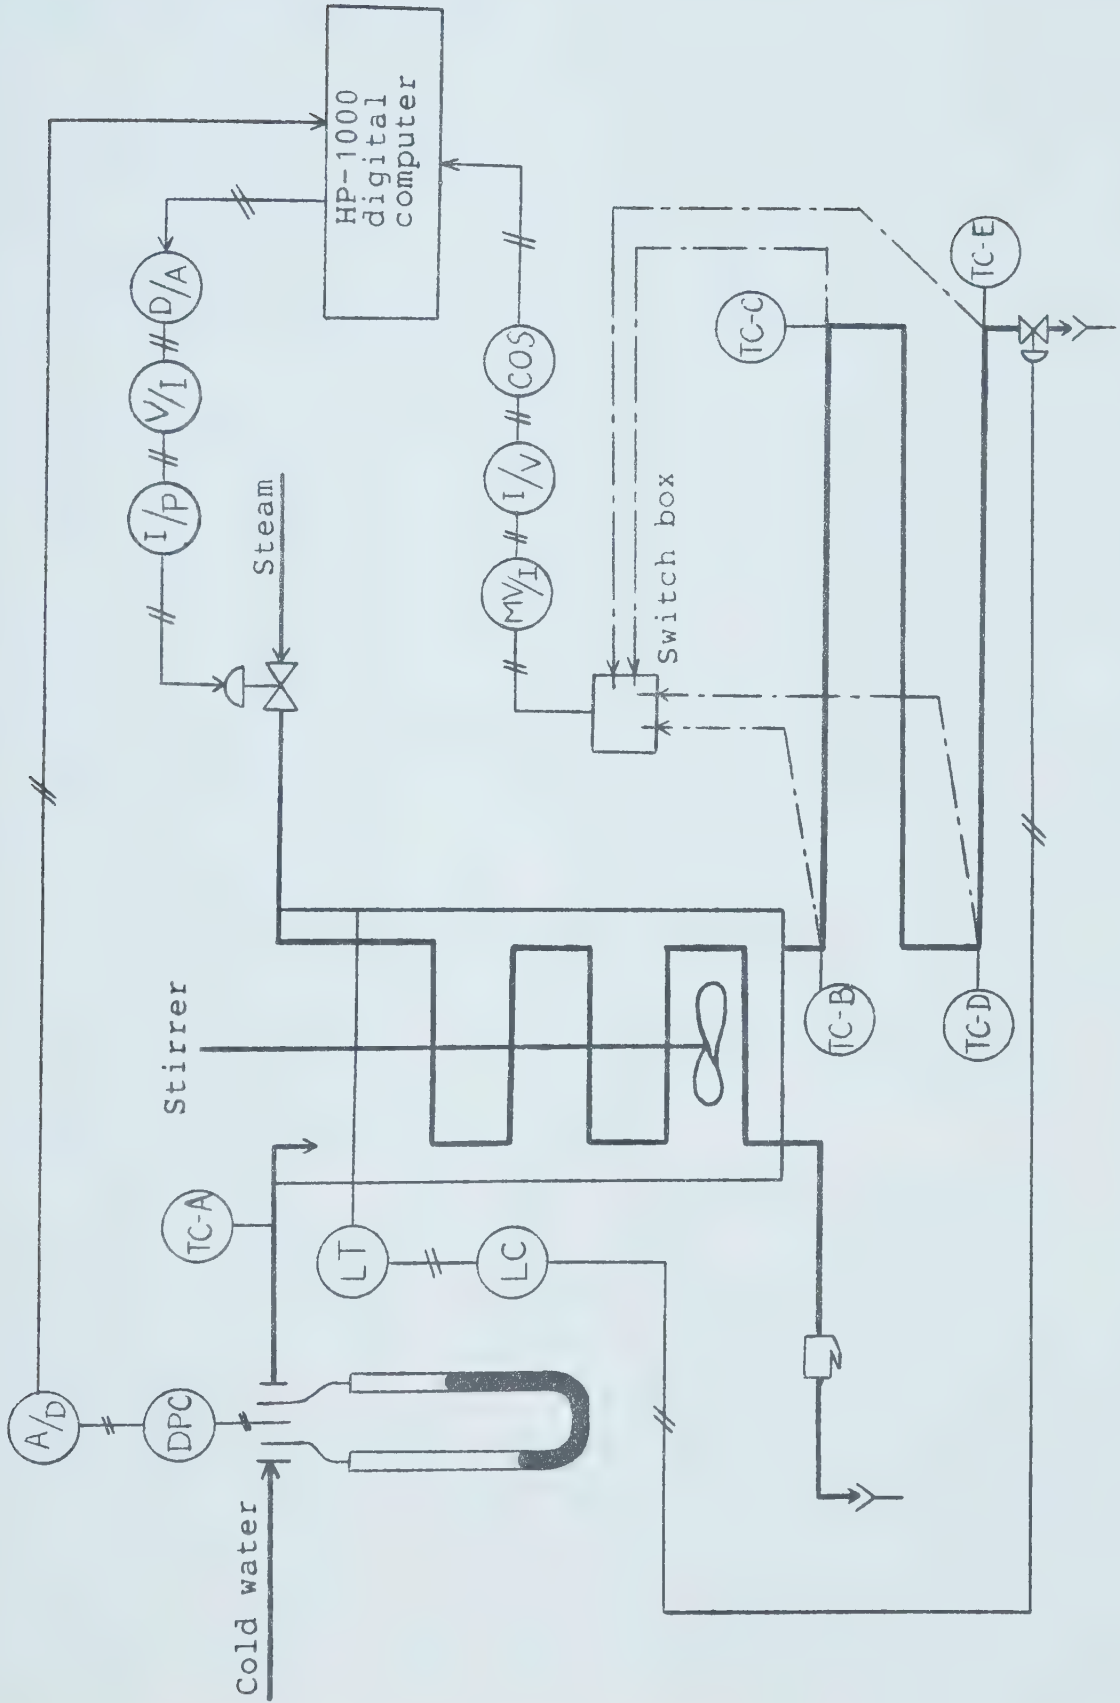 Cold water
A/D
DPC
TC-A
Stirrer
LT
LC
I/P
V/I
D/A
Steam
HP-1000
digital
computer
MV/I
I/V
COS
Switch box
TC-B
TC-C
TC-D
TC-E